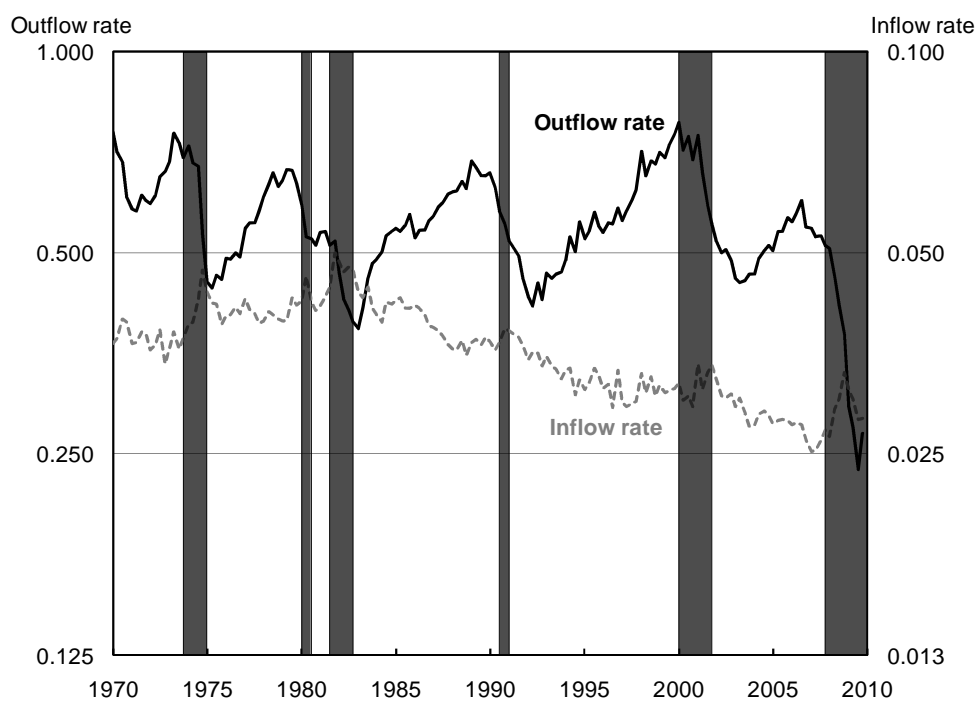 Outflow rate Inflow rate
1.000 0.100
Outflow rate
0.500 0.050
Inflow rate
0.250 0.025
0.125 0.013
1970 1975 1980 1985 1990 1995 2000 2005 2010